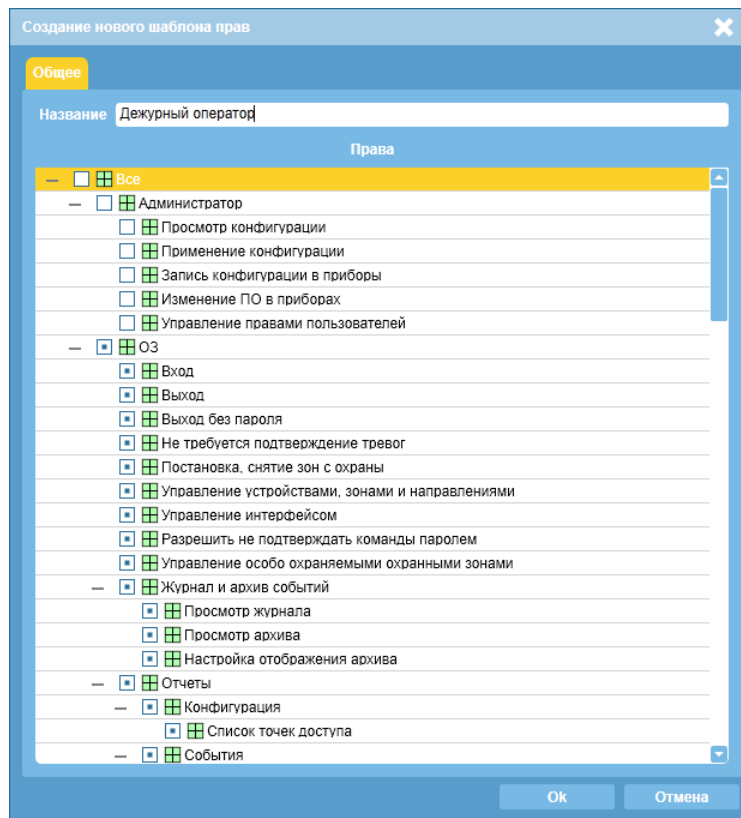 Создание нового шаблона прав
Общее
Название Дежурный оператор
Права
Все
Администратор
Просмотр конфигурации
Применение конфигурации
Запись конфигурации в приборы
Изменение ПО в приборах
Управление правами пользователей
ОЗ
Вход
Выход
Выход без пароля
Не требуется подтверждение тревог
Постановка, снятие зон с охраны
Управление устройствами, зонами и направлениями
Управление интерфейсом
Разрешить не подтверждать команды паролем
Управление особо охраняемыми охранными зонами
Журнал и архив событий
Просмотр журнала
Просмотр архива
Настройка отображения архива
Отчеты
Конфигурация
Список точек доступа
События
Ok Отмена